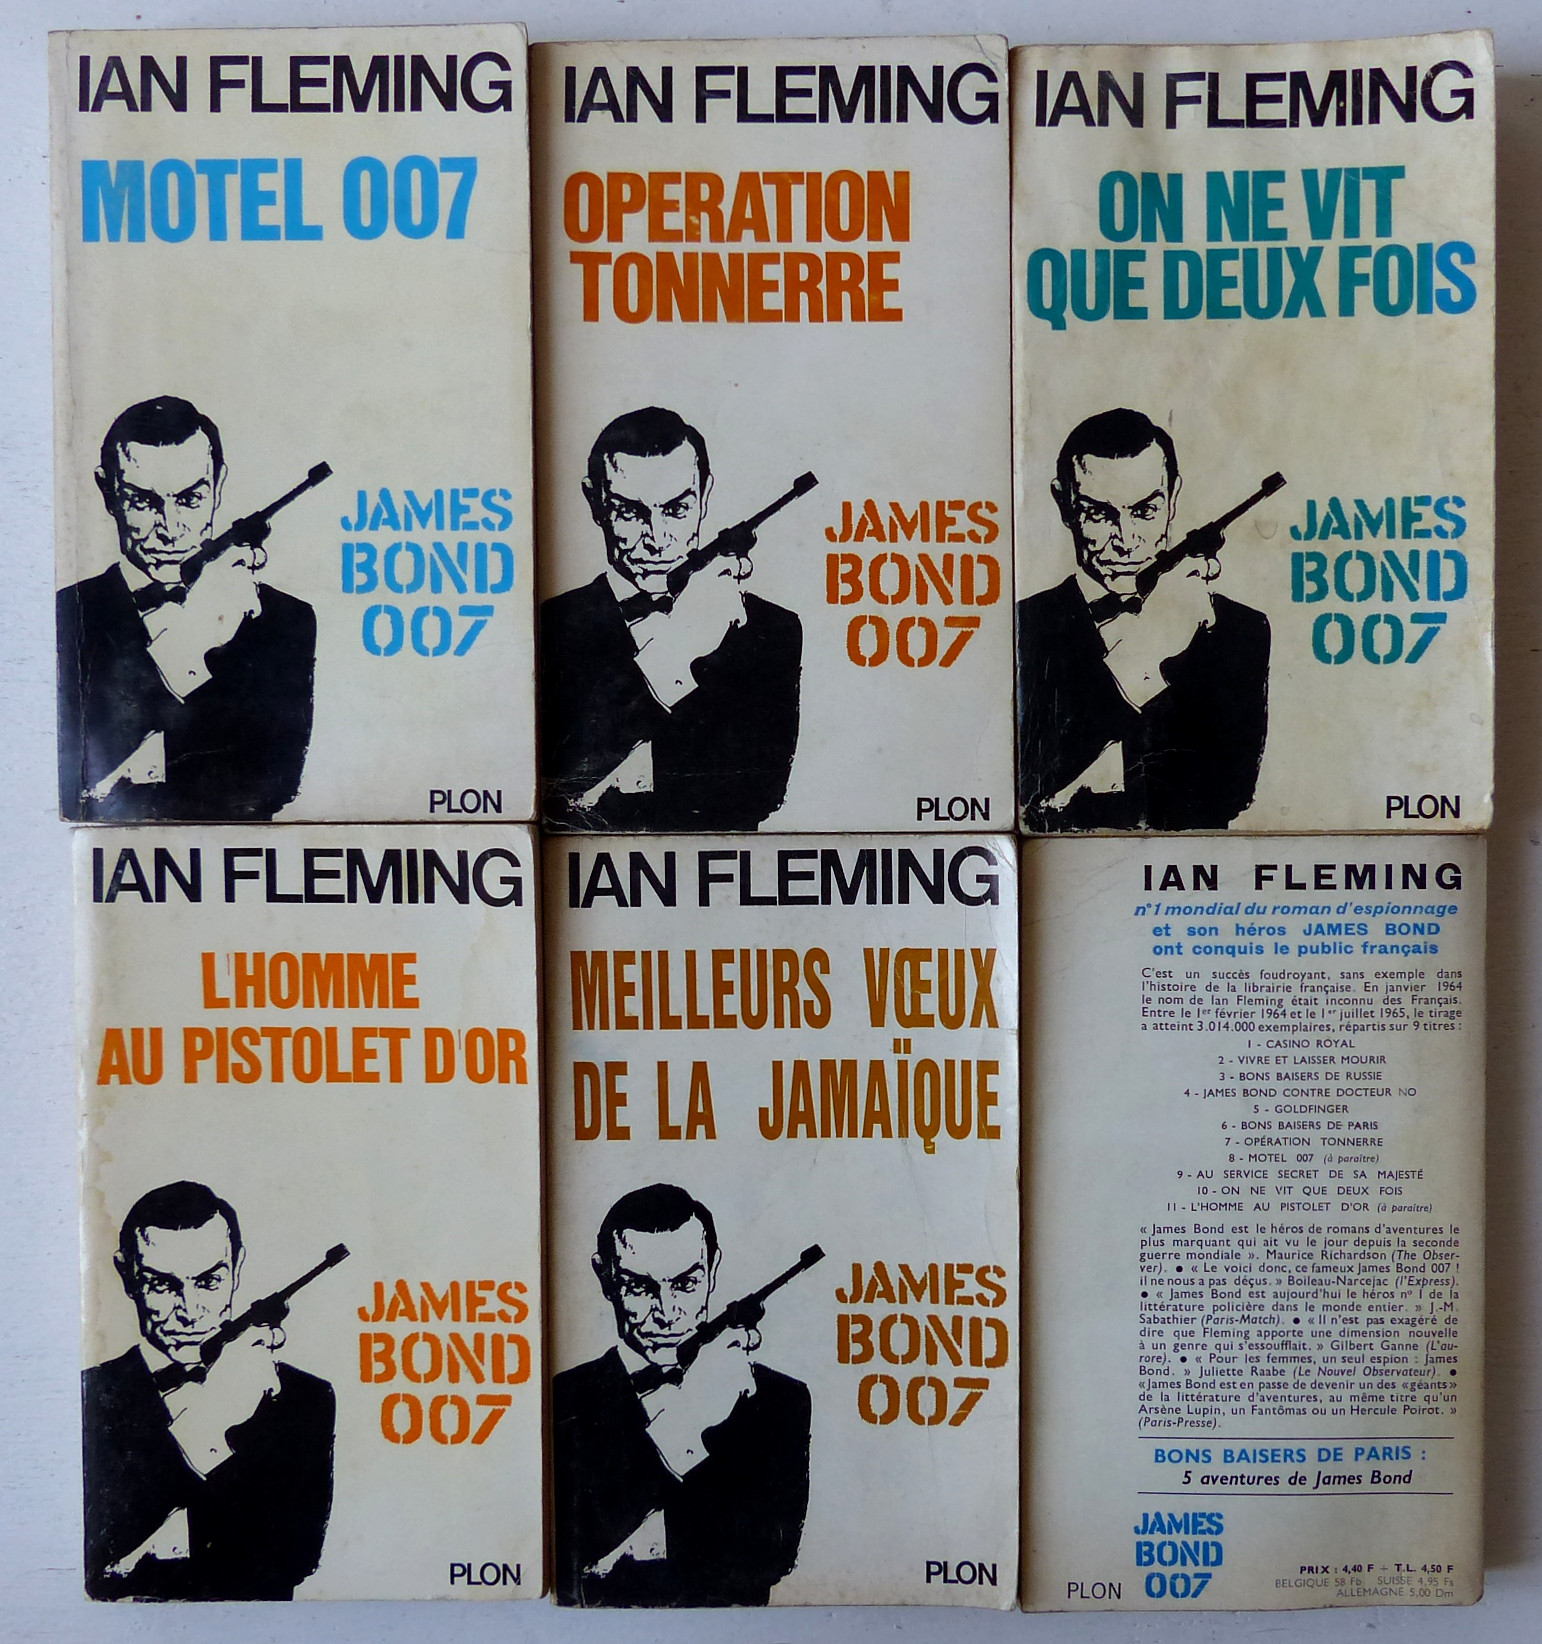 IAN FLEMING
MOTEL 007
JAMES
BOND
007
PLON
IAN FLEMING
OPERATION
TONNERRE
JAMES
BOND
007
PLON
IAN FLEMING
ON NE VIT
QUE DEUX FOIS
JAMES
BOND
007
PLON
IAN FLEMING
L'HOMME
AU PISTOLET D'OR
JAMES
BOND
007
PLON
IAN FLEMING
MEILLEURS VŒUX
DE LA JAMAÏQUE
JAMES
BOND
007
PLON
IAN FLEMING
n°1 mondial du roman d'espionnage
et son héros JAMES BOND
ont conquis le public français
C'est un succès foudroyant, sans exemple dans
l'histoire de la librairie française. En janvier 1964
le nom de Ian Fleming était inconnu des Français.
Entre le 1er février 1964 et le 1er juillet 1965, le tirage
a atteint 3.014.000 exemplaires, répartis sur 9 titres :
1 - CASINO ROYAL
2 - VIVRE ET LAISSER MOURIR
3 - BONS BAISERS DE RUSSIE
4 - JAMES BOND CONTRE DOCTEUR NO
5 - GOLDFINGER
6 - BONS BAISERS DE PARIS
7 - OPÉRATION TONNERRE
8 - MOTEL 007 (à paraître)
9 - AU SERVICE SECRET DE SA MAJESTÉ
10 - ON NE VIT QUE DEUX FOIS
11 - L'HOMME AU PISTOLET D'OR (à paraître)
« James Bond est le héros de romans d'aventures le
plus marquant qui ait vu le jour depuis la seconde
guerre mondiale ». Maurice Richardson (The Obser-
ver). ● « Le voici donc, ce fameux James Bond 007 !
il ne nous a pas déçus. » Boileau-Narcejac (l'Express).
● « James Bond est aujourd'hui le héros n° 1 de la
littérature policière dans le monde entier. » J.-M.
Sabathier (Paris-Match). ● « Il n'est pas exagéré de
dire que Fleming apporte une dimension nouvelle
à un genre qui s'essoufflait. » Gilbert Ganne (L'au-
rore). ● « Pour les femmes, un seul espion : James
Bond. » Juliette Raabe (Le Nouvel Observateur). ●
«James Bond est en passe de devenir un des «géants»
de la littérature d'aventures, au même titre qu'un
Arsène Lupin, un Fantômas ou un Hercule Poirot. »
(Paris-Presse).
BONS BAISERS DE PARIS :
5 aventures de James Bond
JAMES
BOND
007
PLON
PRIX : 4,40 F + T.L. 4,50 F
BELGIQUE 58 Fb SUISSE 4,95 Fs
ALLEMAGNE 5,00 Dm